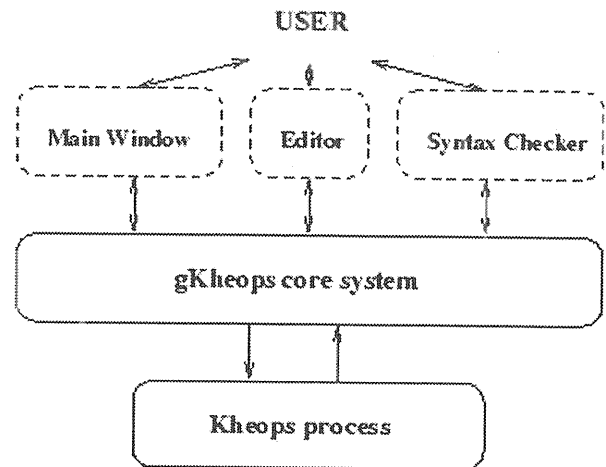 USER
Main Window
Editor
Syntax Checker
gKheops core system
Kheops process